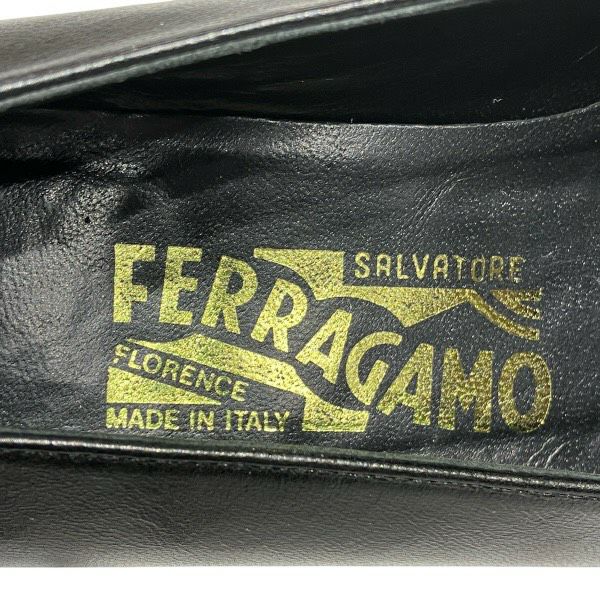 SALVATORE
FERRAGAMO
FLORENCE
MADE IN ITALY